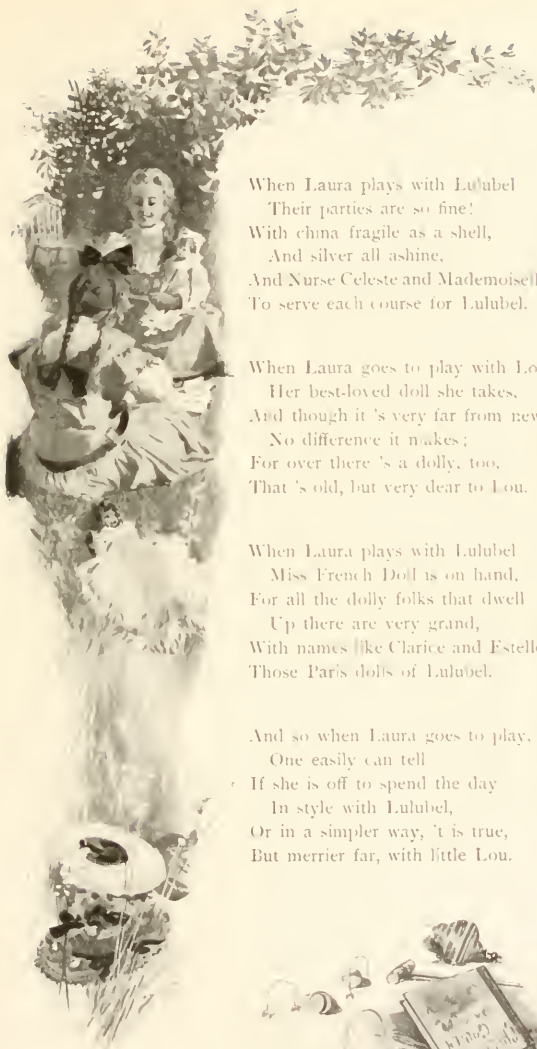 When Laura plays with Lulubel
Their parties are so fine!
With china fragile as a shell,
And silver all ashine,
And Nurse Celeste and Mademoisell
To serve each course for Lulubel.
When Laura goes to play with Lo
Her best-loved doll she takes,
And though it 's very far from new
No difference it makes;
For over there 's a dolly, too,
That 's old, but very dear to Lou.
When Laura plays with Lulubel
Miss French Doll is on hand,
For all the dolly folks that dwell
Up there are very grand,
With names like Clarice and Estelle
Those Paris dolls of Lulubel.
And so when Laura goes to play,
One easily can tell
If she is off to spend the day
In style with Lulubel,
Or in a simpler way, 't is true,
But merrier far, with little Lou.